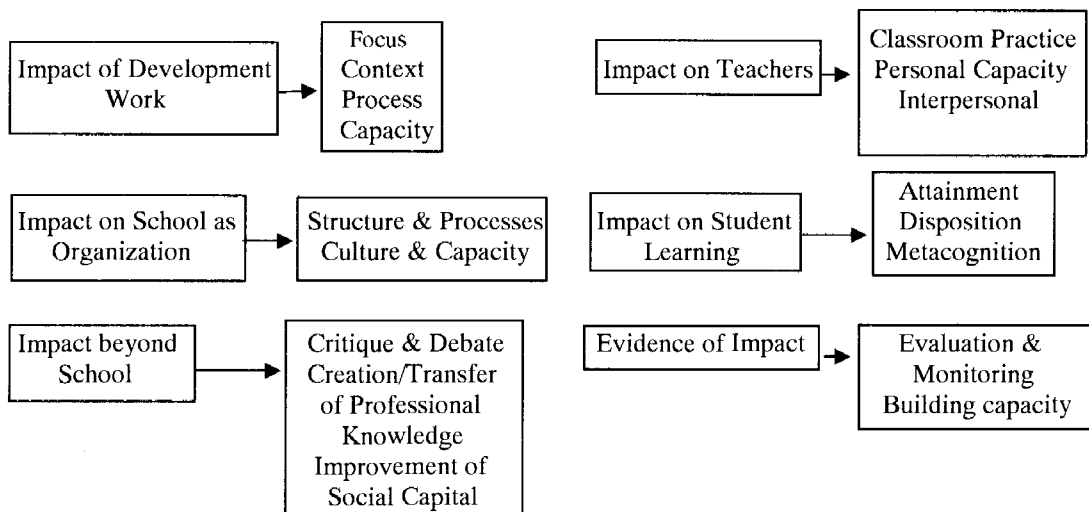 Impact of Development
Work
Focus
Context
Process
Capacity
Impact on Teachers
Classroom Practice
Personal Capacity
Interpersonal
Impact on School as
Organization
Structure & Processes
Culture & Capacity
Impact on Student
Learning
Attainment
Disposition
Metacognition
Impact beyond
School
Critique & Debate
Creation/Transfer
of Professional
Knowledge
Improvement of
Social Capital
Evidence of Impact
Evaluation &
Monitoring
Building capacity